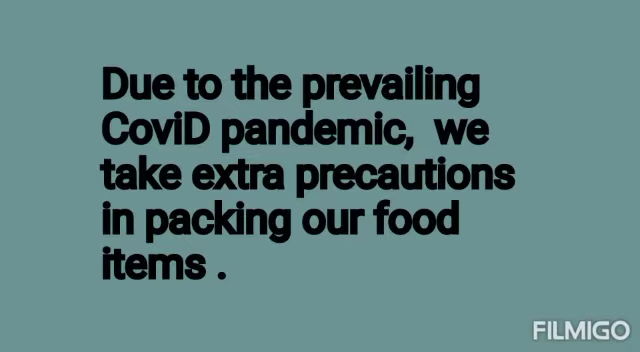 Due to the prevailing
CoviD pandemic,  we
take extra precautions
in packing our food
items .
FILMIGO